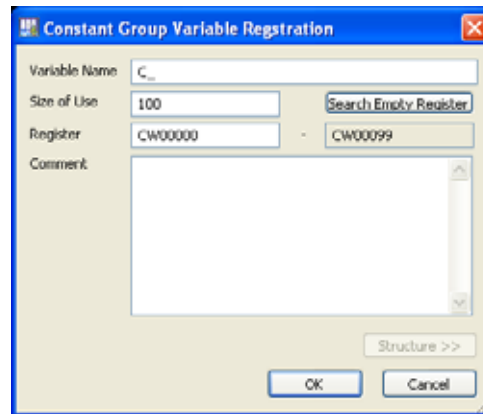 Constant Group Variable Regstration
Variable Name C_
Size of Use 100 Search Empty Register
Register CW00000 - CW00099
Comment
Structure >>
OK Cancel